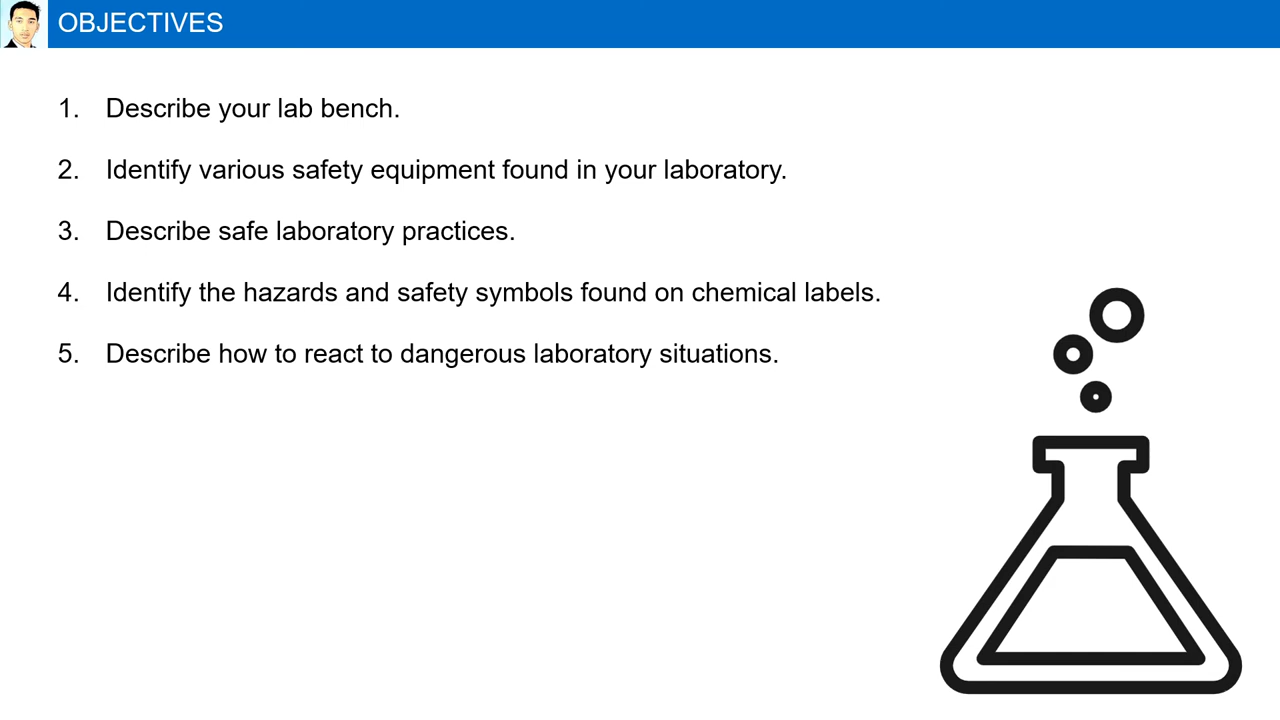 OBJECTIVES
1. Describe your lab bench.
2. Identify various safety equipment found in your laboratory.
3. Describe safe laboratory practices.
4. Identify the hazards and safety symbols found on chemical labels.
5. Describe how to react to dangerous laboratory situations.